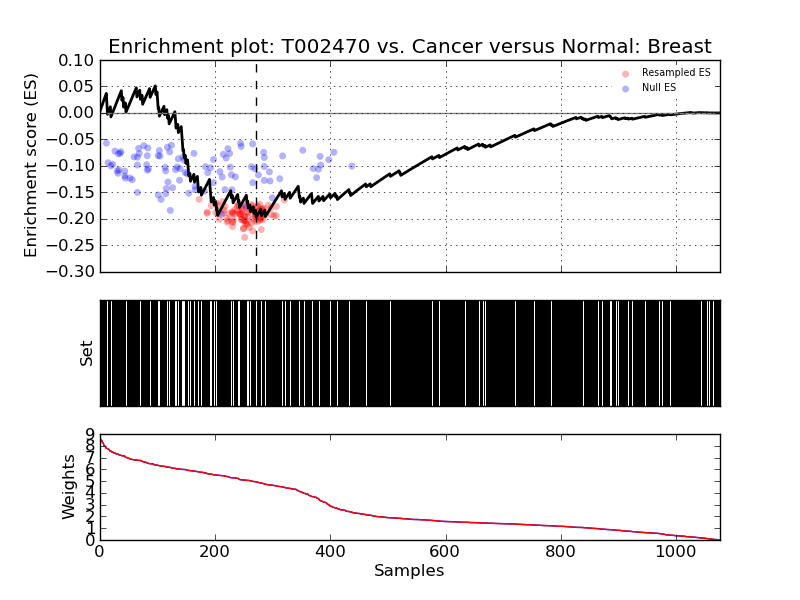 Enrichment plot: T002470 vs. Cancer versus Normal: Breast
Enrichment score (ES)
0.10
0.05
0.00
−0.05
−0.10
−0.15
−0.20
−0.25
−0.30
Resampled ES
Null ES
Set
Weights
9
8
7
6
5
4
3
2
1
0
0 200 400 600 800 1000
Samples